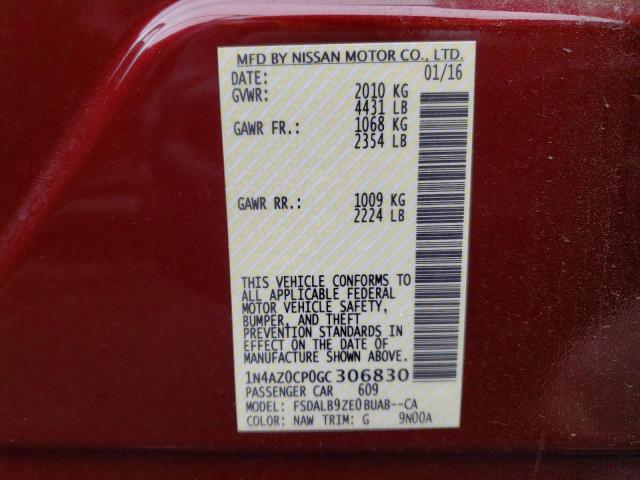 MFD BY NISSAN MOTOR CO., LTD.
DATE: 01/16
GVWR: 2010 KG
4431 LB
GAWR FR.: 1068 KG
2354 LB
GAWR RR.: 1009 KG
2224 LB
THIS VEHICLE CONFORMS TO
ALL APPLICABLE FEDERAL
MOTOR VEHICLE SAFETY,
BUMPER, AND THEFT
PREVENTION STANDARDS IN
EFFECT ON THE DATE OF
MANUFACTURE SHOWN ABOVE.
1N4AZ0CP0GC306830
PASSENGER CAR 609
MODEL: FSDALB9ZE0BUAB--CA
COLOR: NAW TRIM: G 9N00A